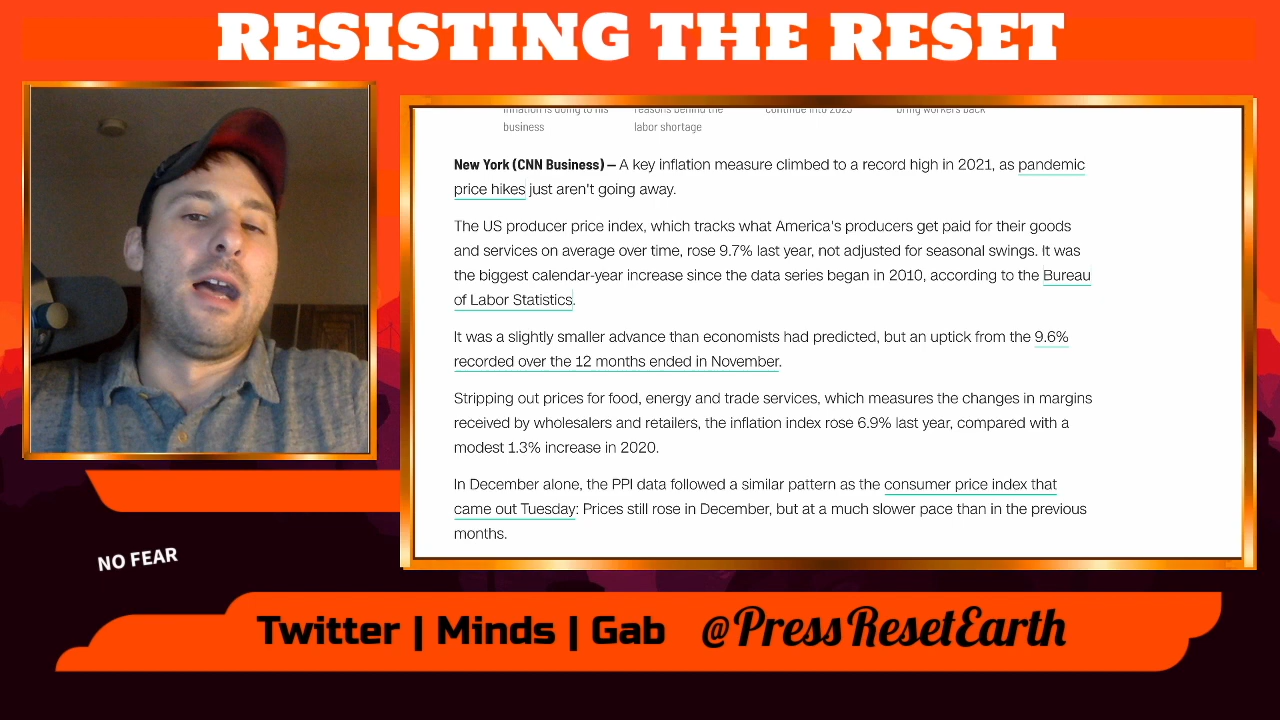 RESISTING THE RESET
inflation is doing to his
reasons behind the
continue into 2023
bring workers back
business
labor shortage
New York (CNN Business) — A key inflation measure climbed to a record high in 2021, as pandemic
price hikes just aren't going away.
The US producer price index, which tracks what America's producers get paid for their goods
and services on average over time, rose 9.7% last year, not adjusted for seasonal swings. It was
the biggest calendar-year increase since the data series began in 2010, according to the Bureau
of Labor Statistics.
It was a slightly smaller advance than economists had predicted, but an uptick from the 9.6%
recorded over the 12 months ended in November.
Stripping out prices for food, energy and trade services, which measures the changes in margins
received by wholesalers and retailers, the inflation index rose 6.9% last year, compared with a
modest 1.3% increase in 2020.
In December alone, the PPI data followed a similar pattern as the consumer price index that
came out Tuesday: Prices still rose in December, but at a much slower pace than in the previous
months.
NO FEAR
Twitter | Minds | Gab @PressResetEarth